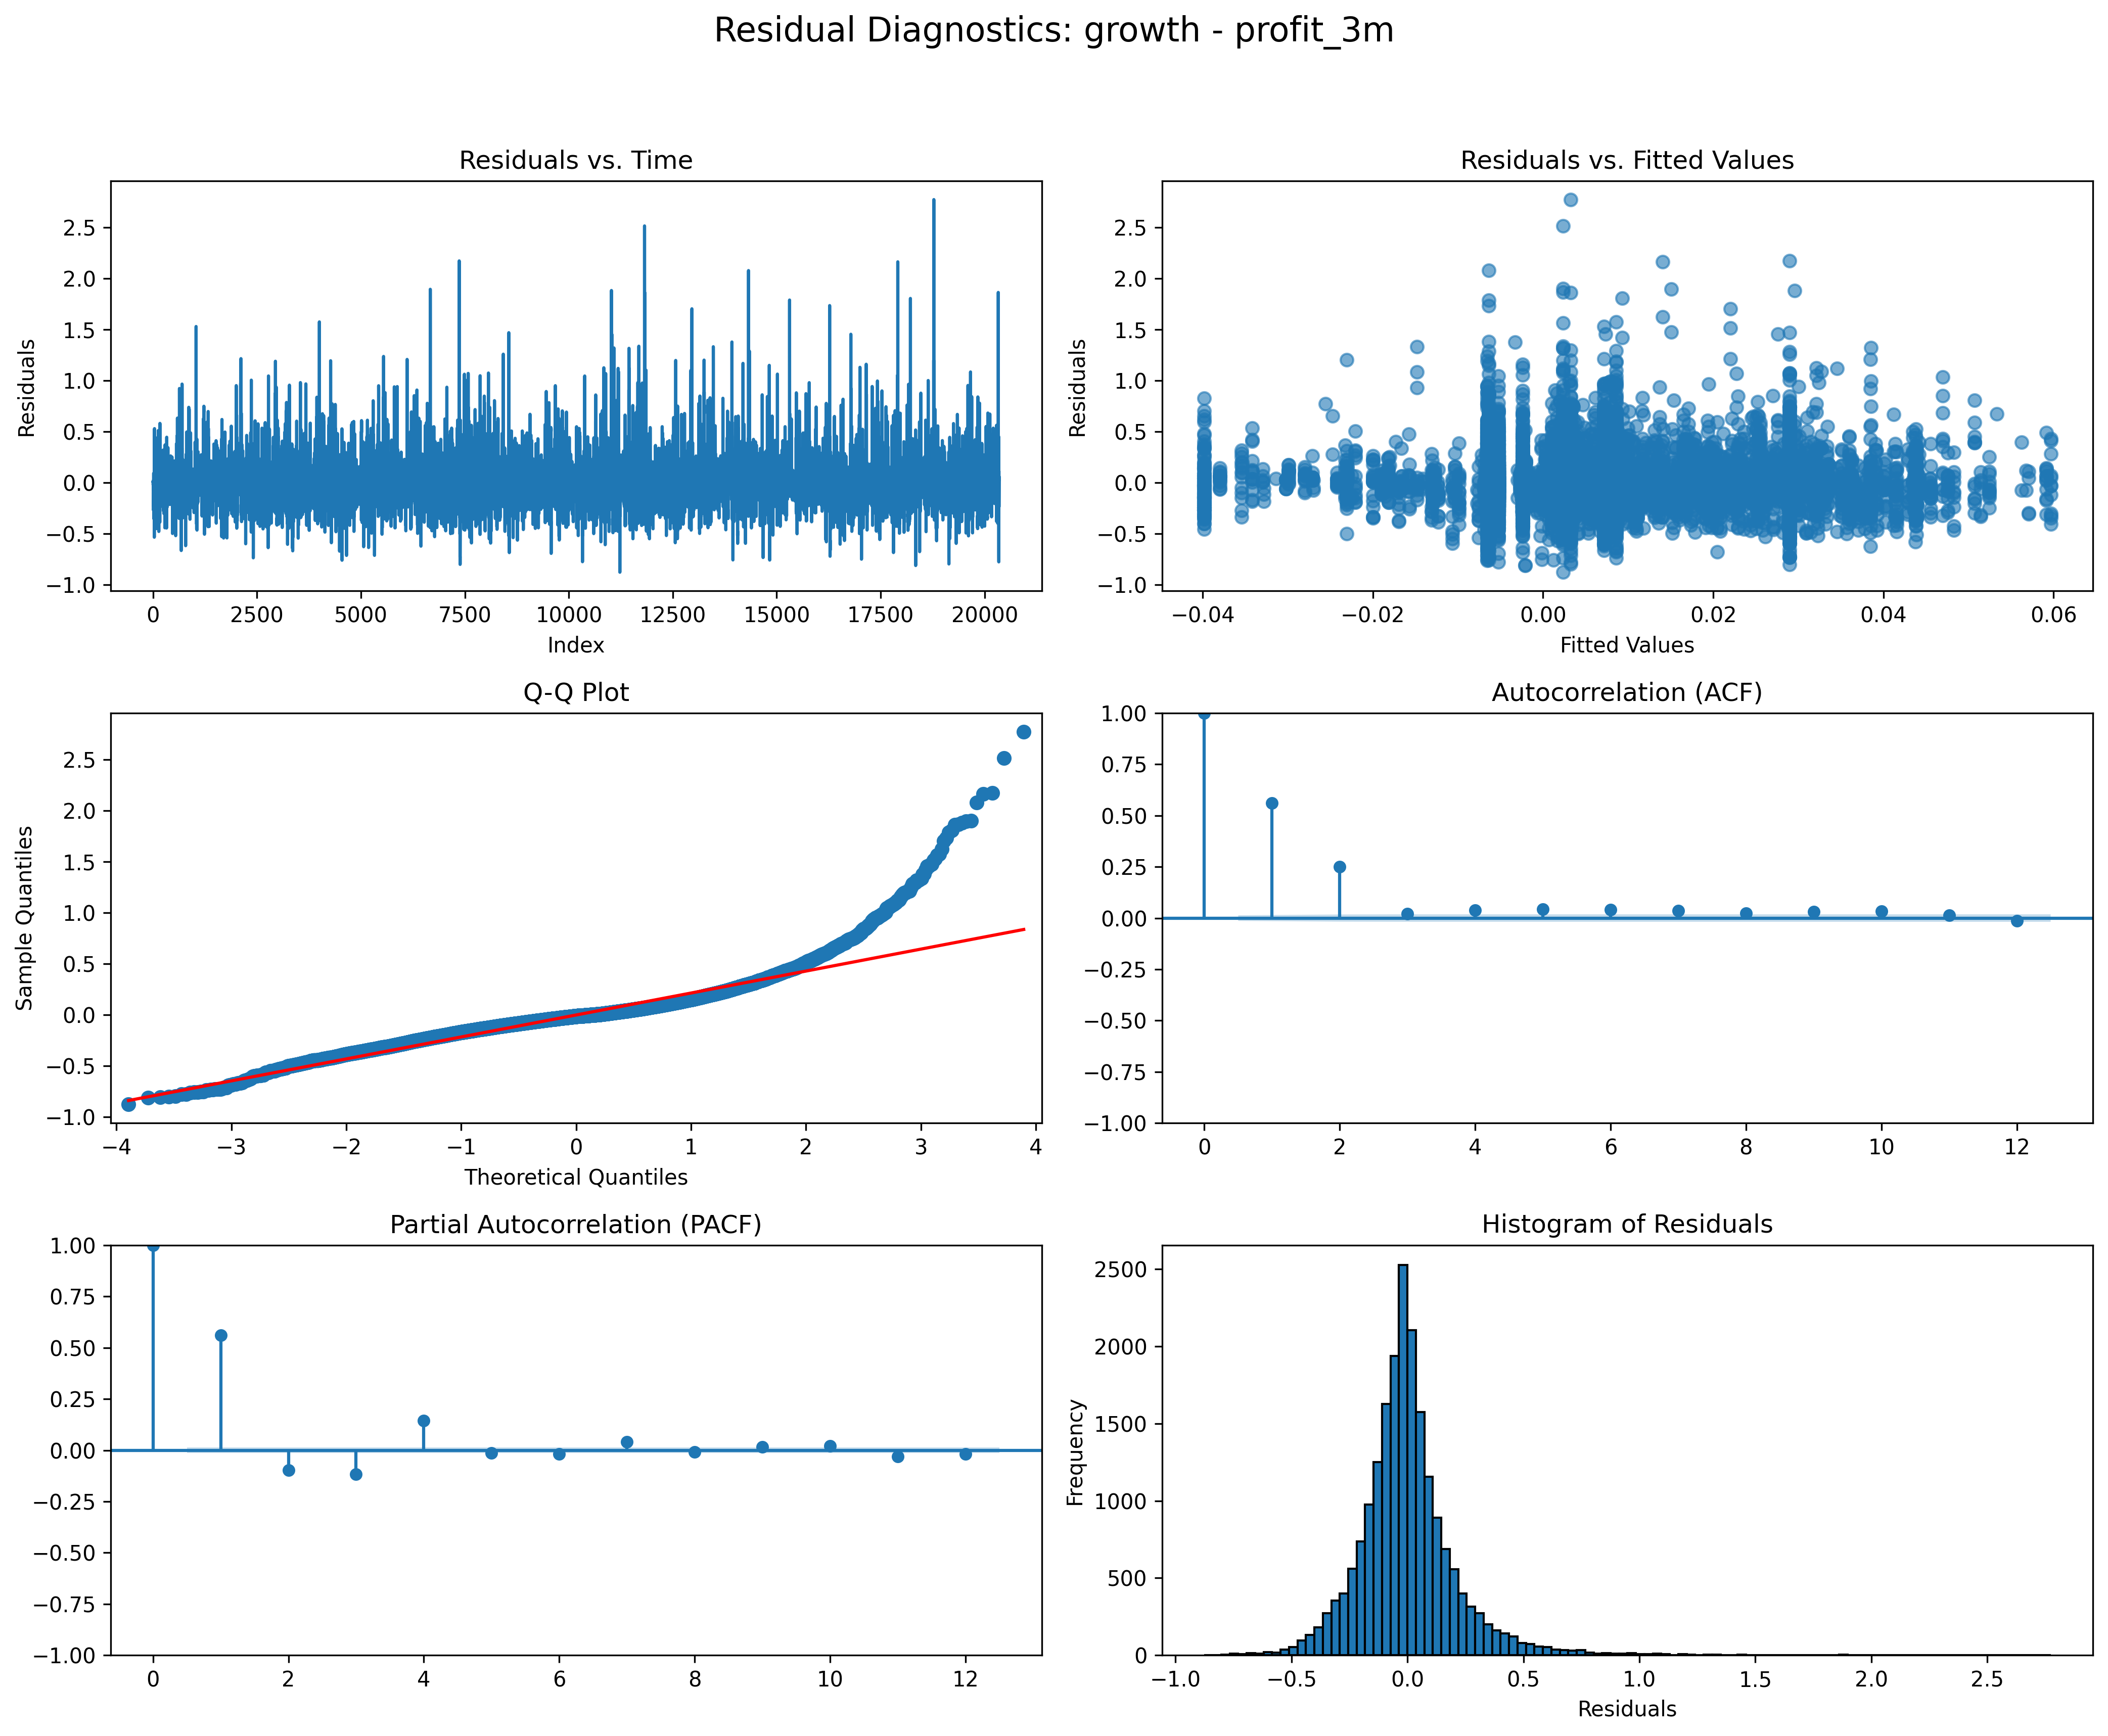 Residual Diagnostics: growth - profit_3m
Residuals vs. Time
Residuals
2.5
2.0
1.5
1.0
0.5
0.0
−0.5
−1.0
0 2500 5000 7500 10000 12500 15000 17500 20000
Index
Residuals vs. Fitted Values
Residuals
2.5
2.0
1.5
1.0
0.5
0.0
−0.5
−1.0
−0.04 −0.02 0.00 0.02 0.04 0.06
Fitted Values
Q-Q Plot
Sample Quantiles
2.5
2.0
1.5
1.0
0.5
0.0
−0.5
−1.0
−4 −3 −2 −1 0 1 2 3 4
Theoretical Quantiles
Autocorrelation (ACF)
1.00
0.75
0.50
0.25
0.00
−0.25
−0.50
−0.75
−1.00
0 2 4 6 8 10 12
Partial Autocorrelation (PACF)
1.00
0.75
0.50
0.25
0.00
−0.25
−0.50
−0.75
−1.00
0 2 4 6 8 10 12
Histogram of Residuals
Frequency
2500
2000
1500
1000
500
0
−1.0 −0.5 0.0 0.5 1.0 1.5 2.0 2.5
Residuals